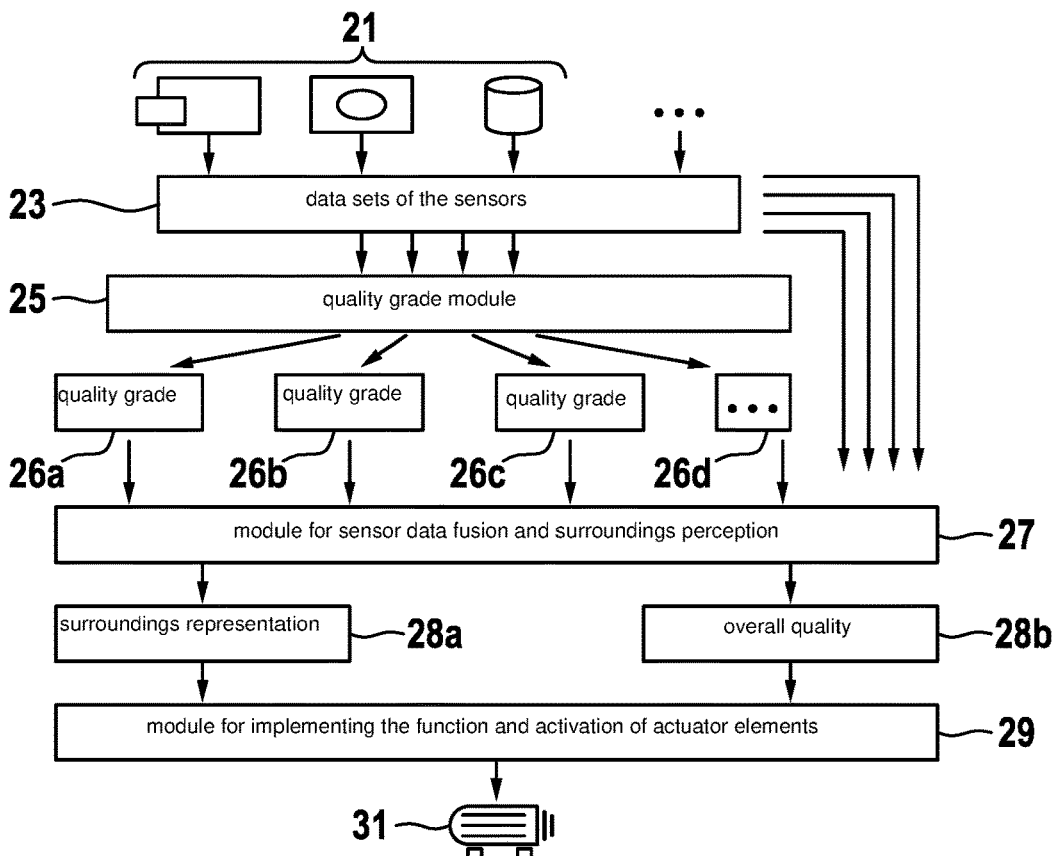 21
• • •
23
data sets of the sensors
25
quality grade module
quality grade
quality grade
quality grade
• • •
26a
26b
26c
26d
module for sensor data fusion and surroundings perception
27
surroundings representation
28a
overall quality
28b
module for implementing the function and activation of actuator elements
29
31